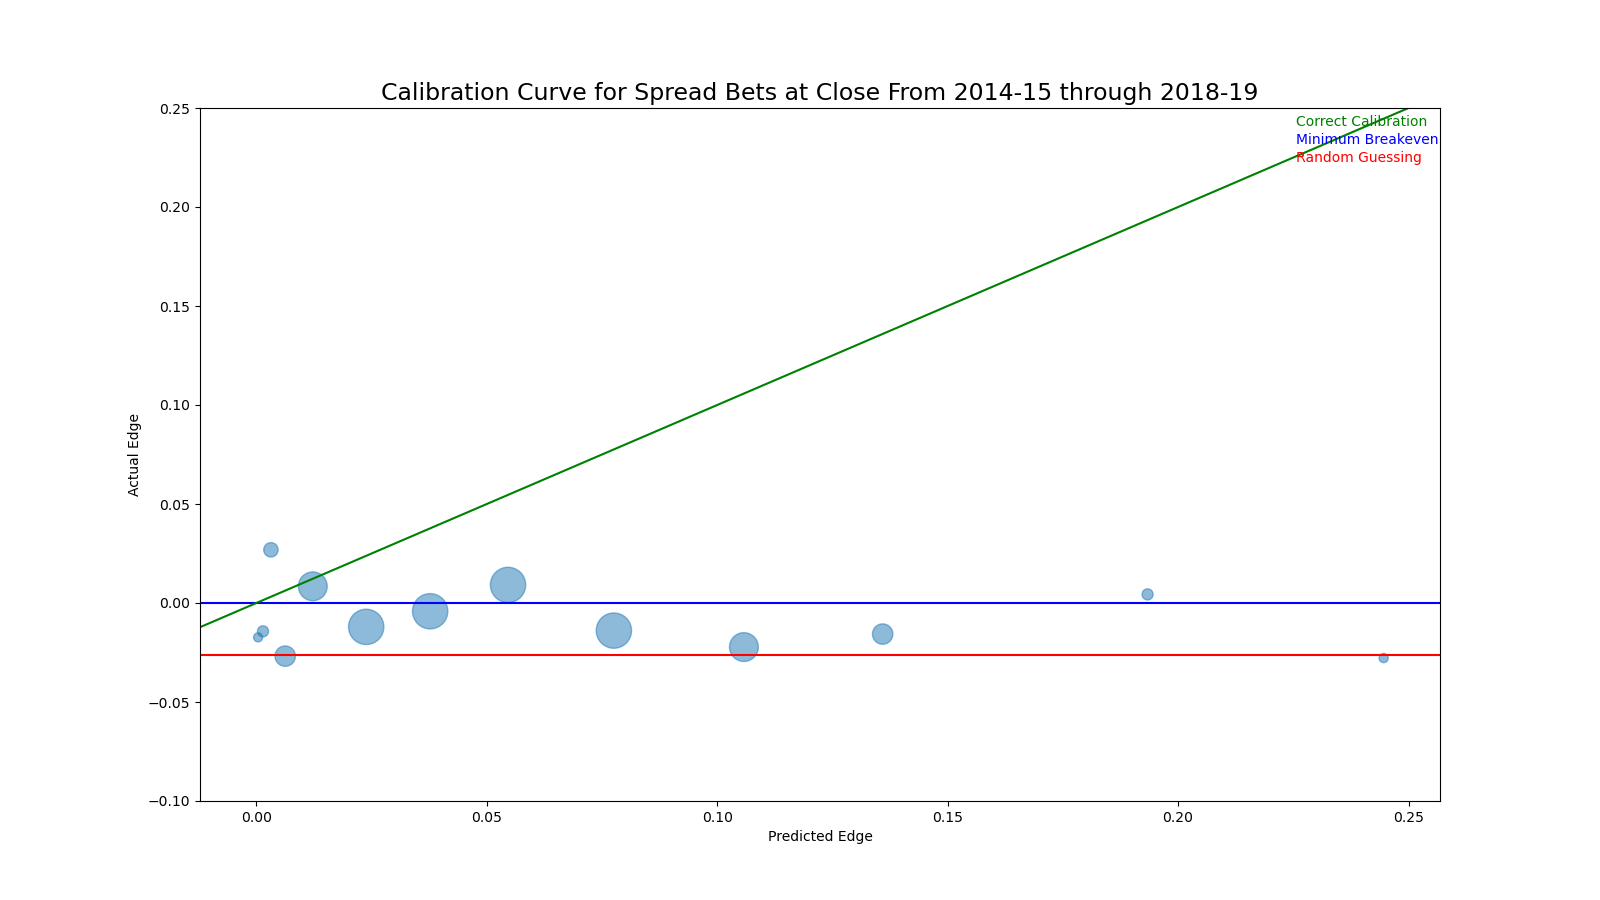 Calibration Curve for Spread Bets at Close From 2014-15 through 2018-19
Correct Calibration
Minimum Breakeven
Random Guessing
0.25
0.20
0.15
0.10
0.05
0.00
−0.05
−0.10
Actual Edge
0.00 0.05 0.10 0.15 0.20 0.25
Predicted Edge